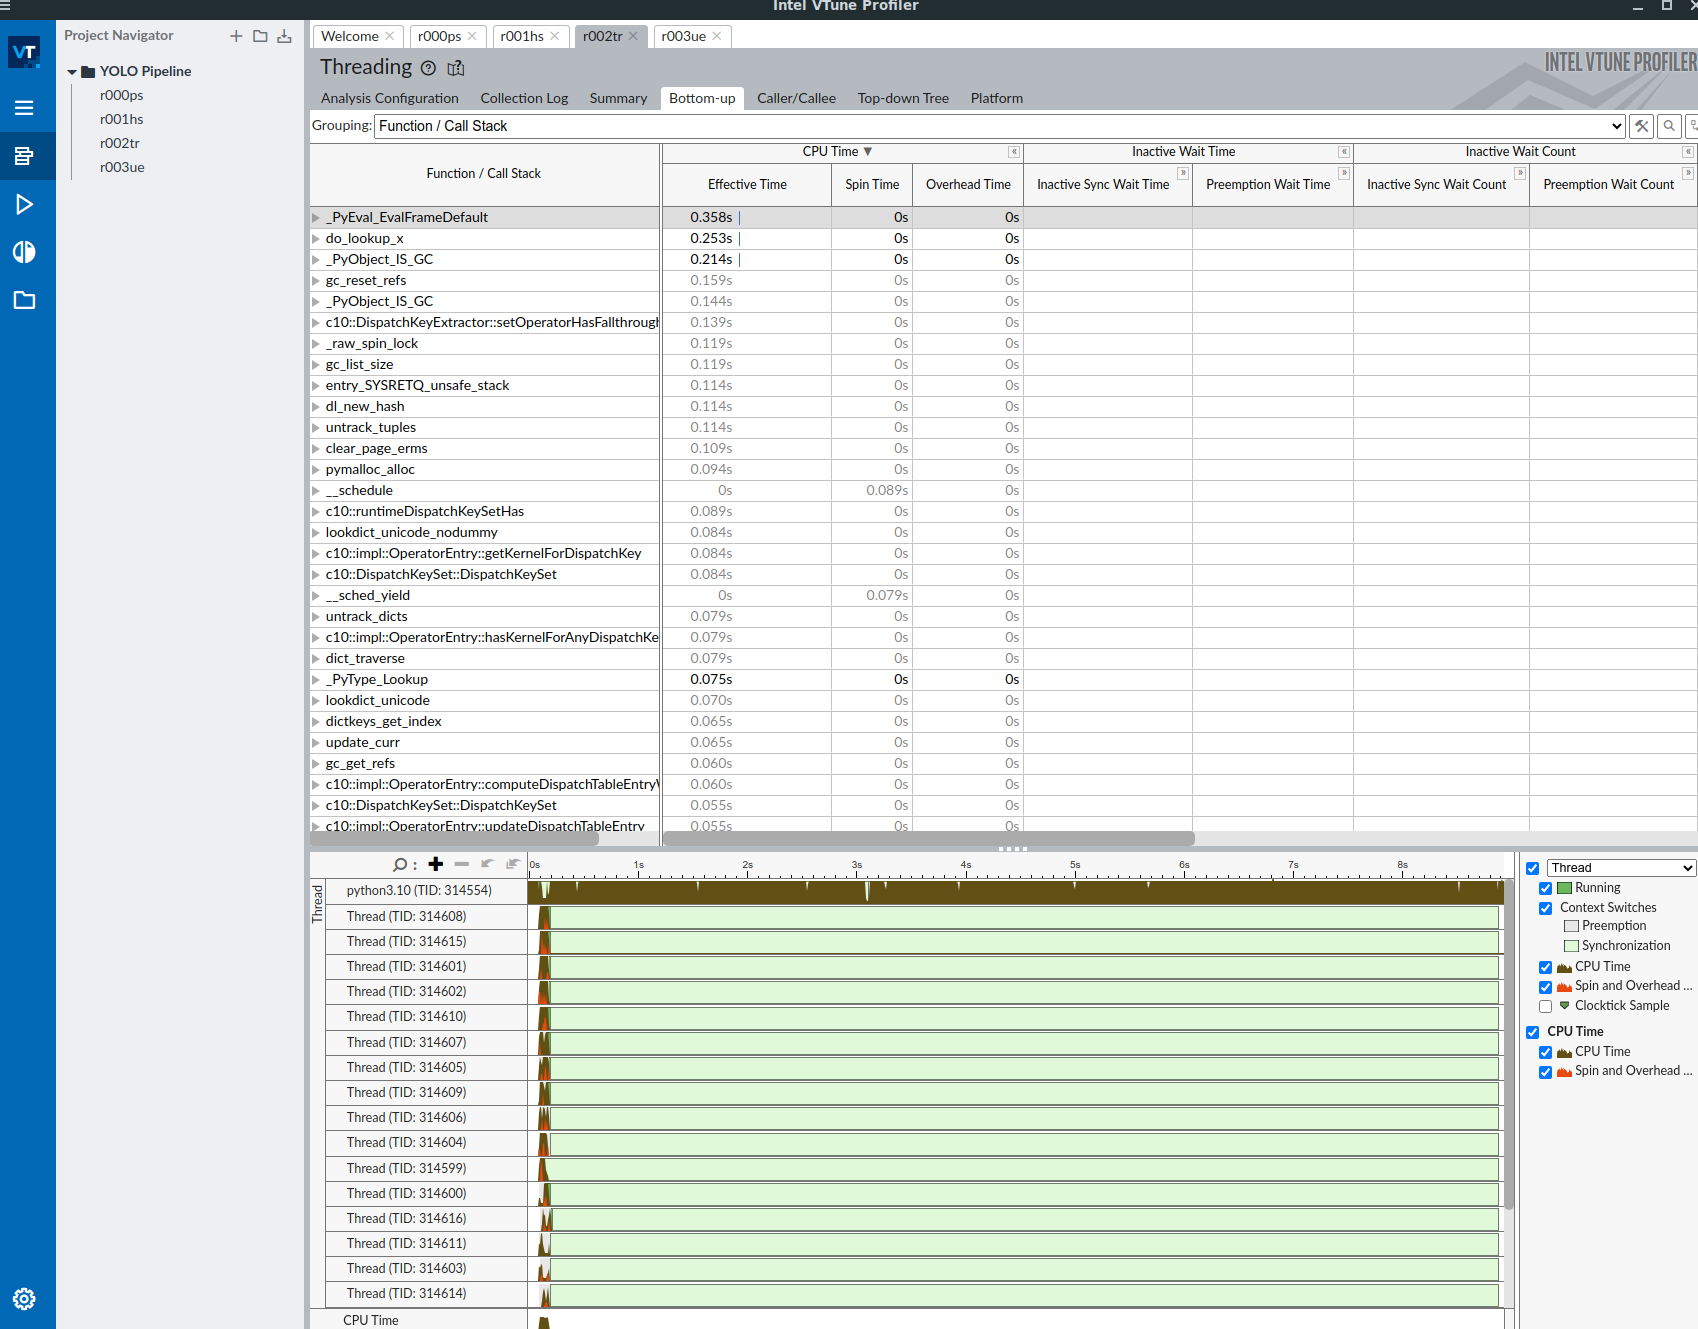 Intel VTune Profiler
VT
Project Navigator
YOLO Pipeline
r000ps
r001hs
r002tr
r003ue
Welcome r000ps r001hs r002tr r003ue
Threading
INTEL VTUNE PROFILER
Analysis Configuration Collection Log Summary Bottom-up Caller/Callee Top-down Tree Platform
Grouping: Function / Call Stack
Function / Call Stack CPU Time ▼ Inactive Wait Time Inactive Wait Count
Effective Time Spin Time Overhead Time Inactive Sync Wait Time Preemption Wait Time Inactive Sync Wait Count Preemption Wait Count
_PyEval_EvalFrameDefault 0.358s 0s 0s
do_lookup_x 0.253s 0s 0s
_PyObject_IS_GC 0.214s 0s 0s
gc_reset_refs 0.159s 0s 0s
_PyObject_IS_GC 0.144s 0s 0s
c10::DispatchKeyExtractor::setOperatorHasFallthrough 0.139s 0s 0s
_raw_spin_lock 0.119s 0s 0s
gc_list_size 0.119s 0s 0s
entry_SYSRETQ_unsafe_stack 0.114s 0s 0s
dl_new_hash 0.114s 0s 0s
untrack_tuples 0.114s 0s 0s
clear_page_erms 0.109s 0s 0s
pymalloc_alloc 0.094s 0s 0s
__schedule 0s 0.089s 0s
c10::runtimeDispatchKeySetHas 0.089s 0s 0s
lookdict_unicode_nodummy 0.084s 0s 0s
c10::impl::OperatorEntry::getKernelForDispatchKey 0.084s 0s 0s
c10::DispatchKeySet::DispatchKeySet 0.084s 0s 0s
__sched_yield 0s 0.079s 0s
untrack_dicts 0.079s 0s 0s
c10::impl::OperatorEntry::hasKernelForAnyDispatchKe 0.079s 0s 0s
dict_traverse 0.079s 0s 0s
_PyType_Lookup 0.075s 0s 0s
lookdict_unicode 0.070s 0s 0s
dictkeys_get_index 0.065s 0s 0s
update_curr 0.065s 0s 0s
gc_get_refs 0.060s 0s 0s
c10::impl::OperatorEntry::computeDispatchTableEntry 0.060s 0s 0s
c10::DispatchKeySet::DispatchKeySet 0.055s 0s 0s
c10::impl::OperatorEntry::updateDispatchTableEntry 0.055s 0s 0s
0s 1s 2s 3s 4s 5s 6s 7s 8s
Thread
python3.10 (TID: 314554)
Thread (TID: 314608)
Thread (TID: 314615)
Thread (TID: 314601)
Thread (TID: 314602)
Thread (TID: 314610)
Thread (TID: 314607)
Thread (TID: 314605)
Thread (TID: 314609)
Thread (TID: 314606)
Thread (TID: 314604)
Thread (TID: 314599)
Thread (TID: 314600)
Thread (TID: 314616)
Thread (TID: 314611)
Thread (TID: 314603)
Thread (TID: 314614)
CPU Time
Thread
Running
Context Switches
Preemption
Synchronization
CPU Time
Spin and Overhead ...
Clocktick Sample
CPU Time
CPU Time
Spin and Overhead ...